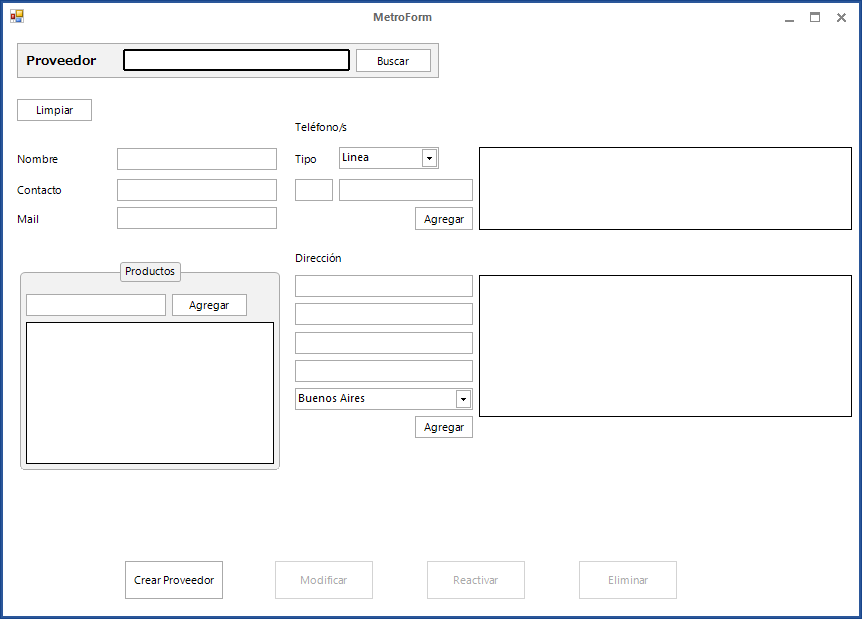 MetroForm
Proveedor
Buscar
Limpiar
Teléfono/s
Nombre
Tipo
Linea
Contacto
Mail
Agregar
Dirección
Productos
Agregar
Buenos Aires
Agregar
Crear Proveedor
Modificar
Reactivar
Eliminar